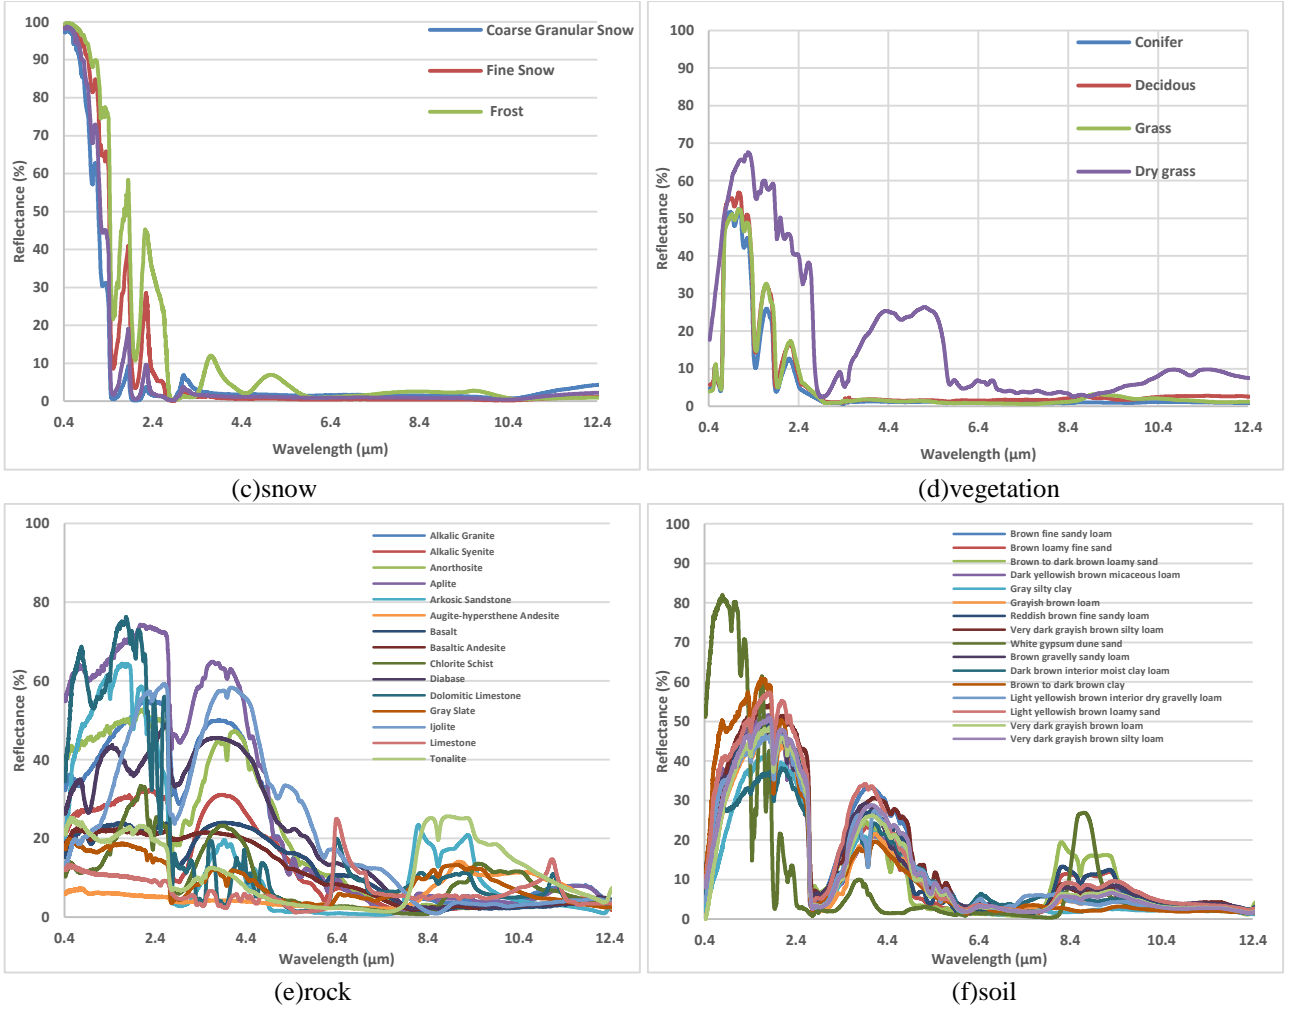 100
90
80
70
60
50
40
30
20
10
0
Reflectance (%)
0.4 2.4 4.4 6.4 8.4 10.4 12.4
Wavelength (µm)
Coarse Granular Snow
Fine Snow
Frost
(c)snow
100
90
80
70
60
50
40
30
20
10
0
Reflectance (%)
0.4 2.4 4.4 6.4 8.4 10.4 12.4
Wavelength (µm)
Conifer
Decidous
Grass
Dry grass
(d)vegetation
100
80
60
40
20
0
Reflectance (%)
0.4 2.4 4.4 6.4 8.4 10.4 12.4
Wavelength (µm)
Alkalic Granite
Alkalic Syenite
Anorthosite
Aplite
Arkosic Sandstone
Augite-hypersthene Andesite
Basalt
Basaltic Andesite
Chlorite Schist
Diabase
Dolomitic Limestone
Gray Slate
Ijolite
Limestone
Tonalite
(e)rock
100
90
80
70
60
50
40
30
20
10
0
Reflectance (%)
0.4 2.4 4.4 6.4 8.4 10.4 12.4
Wavelength (µm)
Brown fine sandy loam
Brown loamy fine sand
Brown to dark brown loamy sand
Dark yellowish brown micaceous loam
Gray silty clay
Grayish brown loam
Reddish brown fine sandy loam
Very dark grayish brown silty loam
White gypsum dune sand
Brown gravelly sandy loam
Dark brown interior moist clay loam
Brown to dark brown clay
Light yellowish brown interior dry gravelly loam
Light yellowish brown loamy sand
Very dark grayish brown loam
Very dark grayish brown silty loam
(f)soil